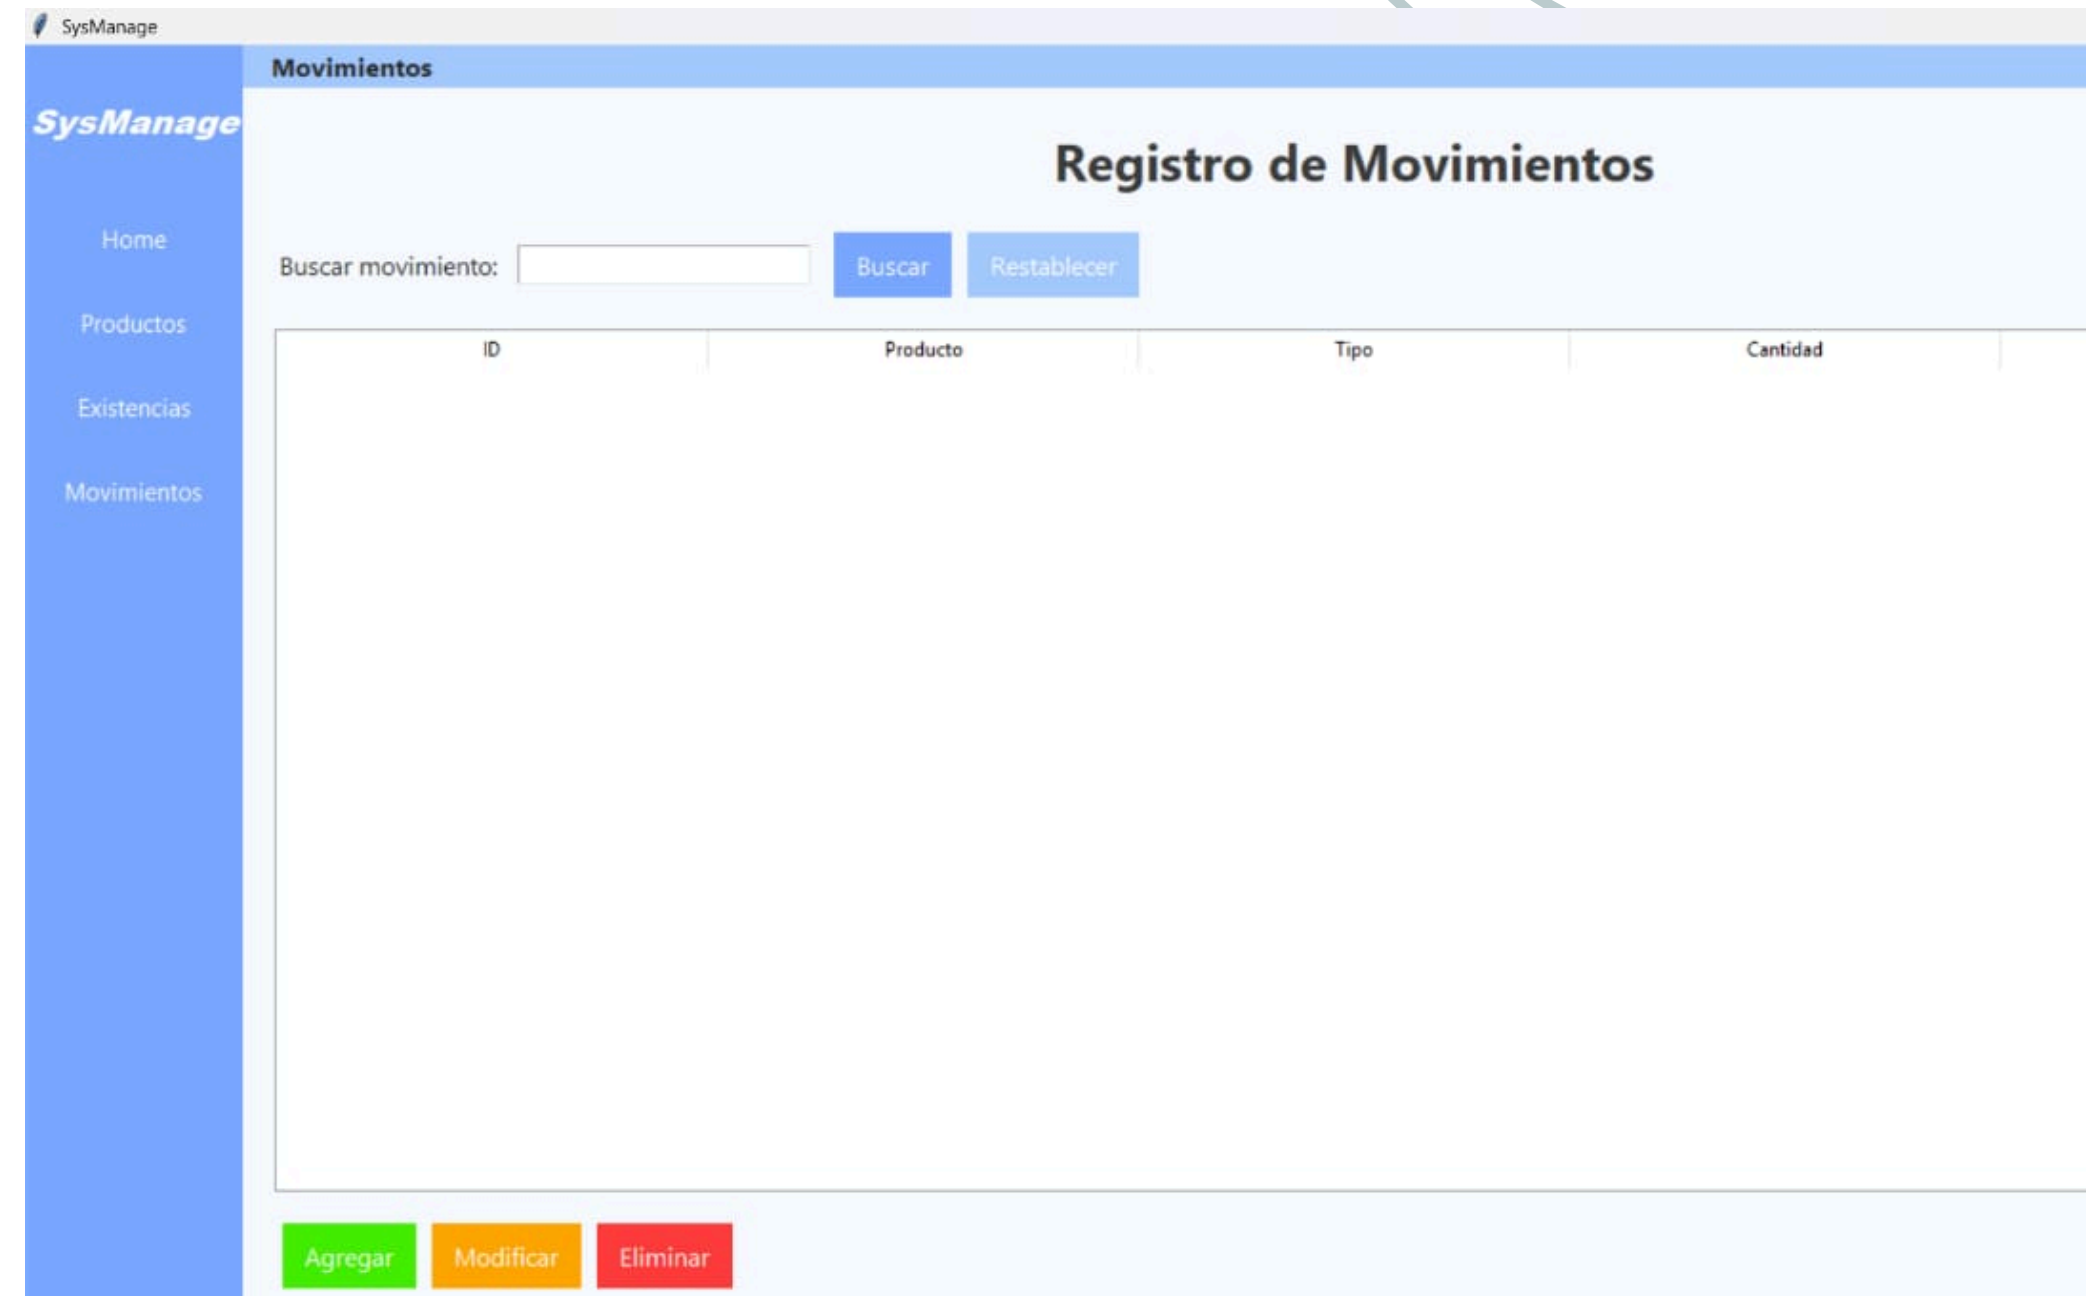 SysManage
Movimientos
SysManage
Registro de Movimientos
Home
Buscar movimiento:
Buscar
Restablecer
Productos
ID
Producto
Tipo
Cantidad
Existencias
Movimientos
Agregar
Modificar
Eliminar